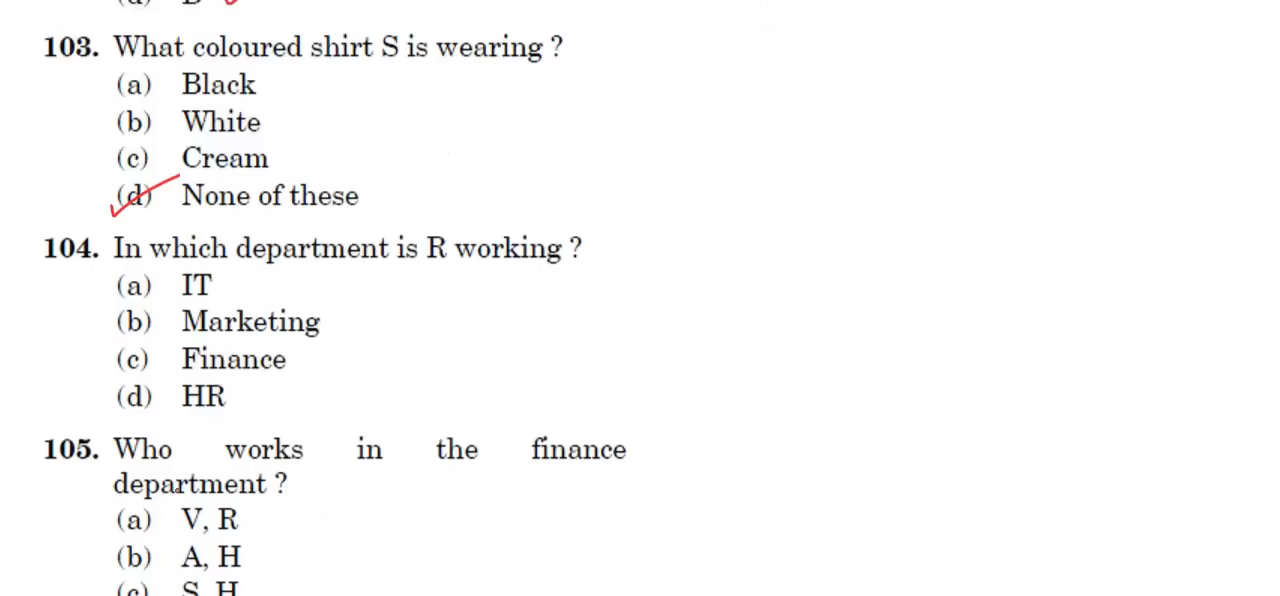 103. What coloured shirt S is wearing ?
(a) Black
(b) White
(c) Cream
(d) None of these
104. In which department is R working ?
(a) IT
(b) Marketing
(c) Finance
(d) HR
105. Who works in the finance
department ?
(a) V, R
(b) A, H
(c) S, H